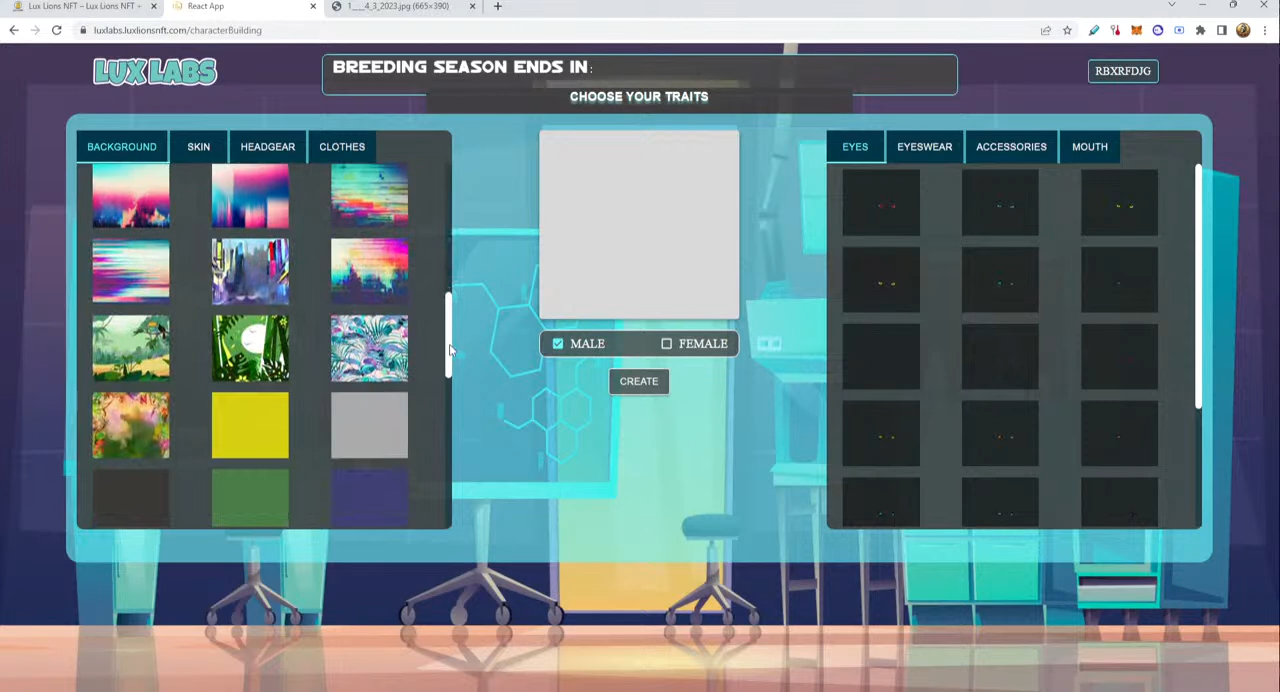 Lux Lions NFT – Lux Lions NFT -
React App
1___4_3_2023.jpg (665×390)
luxlabs.luxlionsnft.com/characterBuilding
LUX LABS
BREEDING SEASON ENDS IN :
RBXRFDJG
CHOOSE YOUR TRAITS
BACKGROUND SKIN HEADGEAR CLOTHES
EYES EYESWEAR ACCESSORIES MOUTH
MALE FEMALE
CREATE